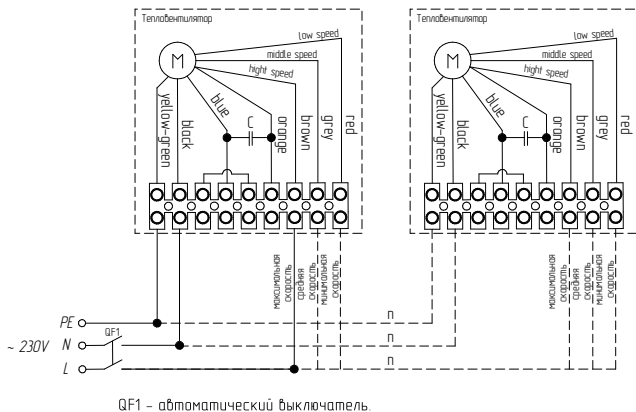 Тепловентилятор
Тепловентилятор
low speed
middle speed
hight speed
M
yellow-green
black
blue
C
orange
brown
grey
red
low speed
middle speed
hight speed
M
yellow-green
black
blue
C
orange
brown
grey
red
максимальная
скорость
средняя
скорость
минимальная
скорость
максимальная
скорость
средняя
скорость
минимальная
скорость
PE
n
QF1
~ 230V
N
n
L
n
QF1 - автоматический выключатель.